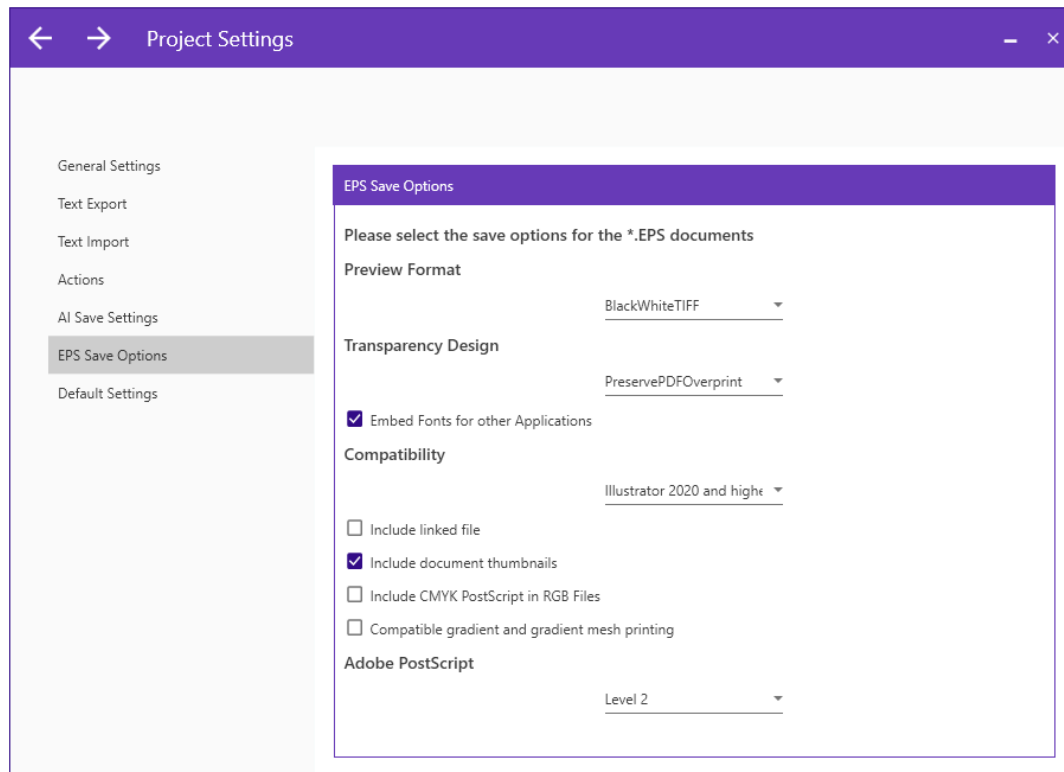 Project Settings
General Settings
Text Export
Text Import
Actions
AI Save Settings
EPS Save Options
Default Settings
EPS Save Options
Please select the save options for the *.EPS documents
Preview Format
BlackWhiteTIFF
Transparency Design
PreservePDFOverprint
Embed Fonts for other Applications
Compatibility
Illustrator 2020 and highe
Include linked file
Include document thumbnails
Include CMYK PostScript in RGB Files
Compatible gradient and gradient mesh printing
Adobe PostScript
Level 2